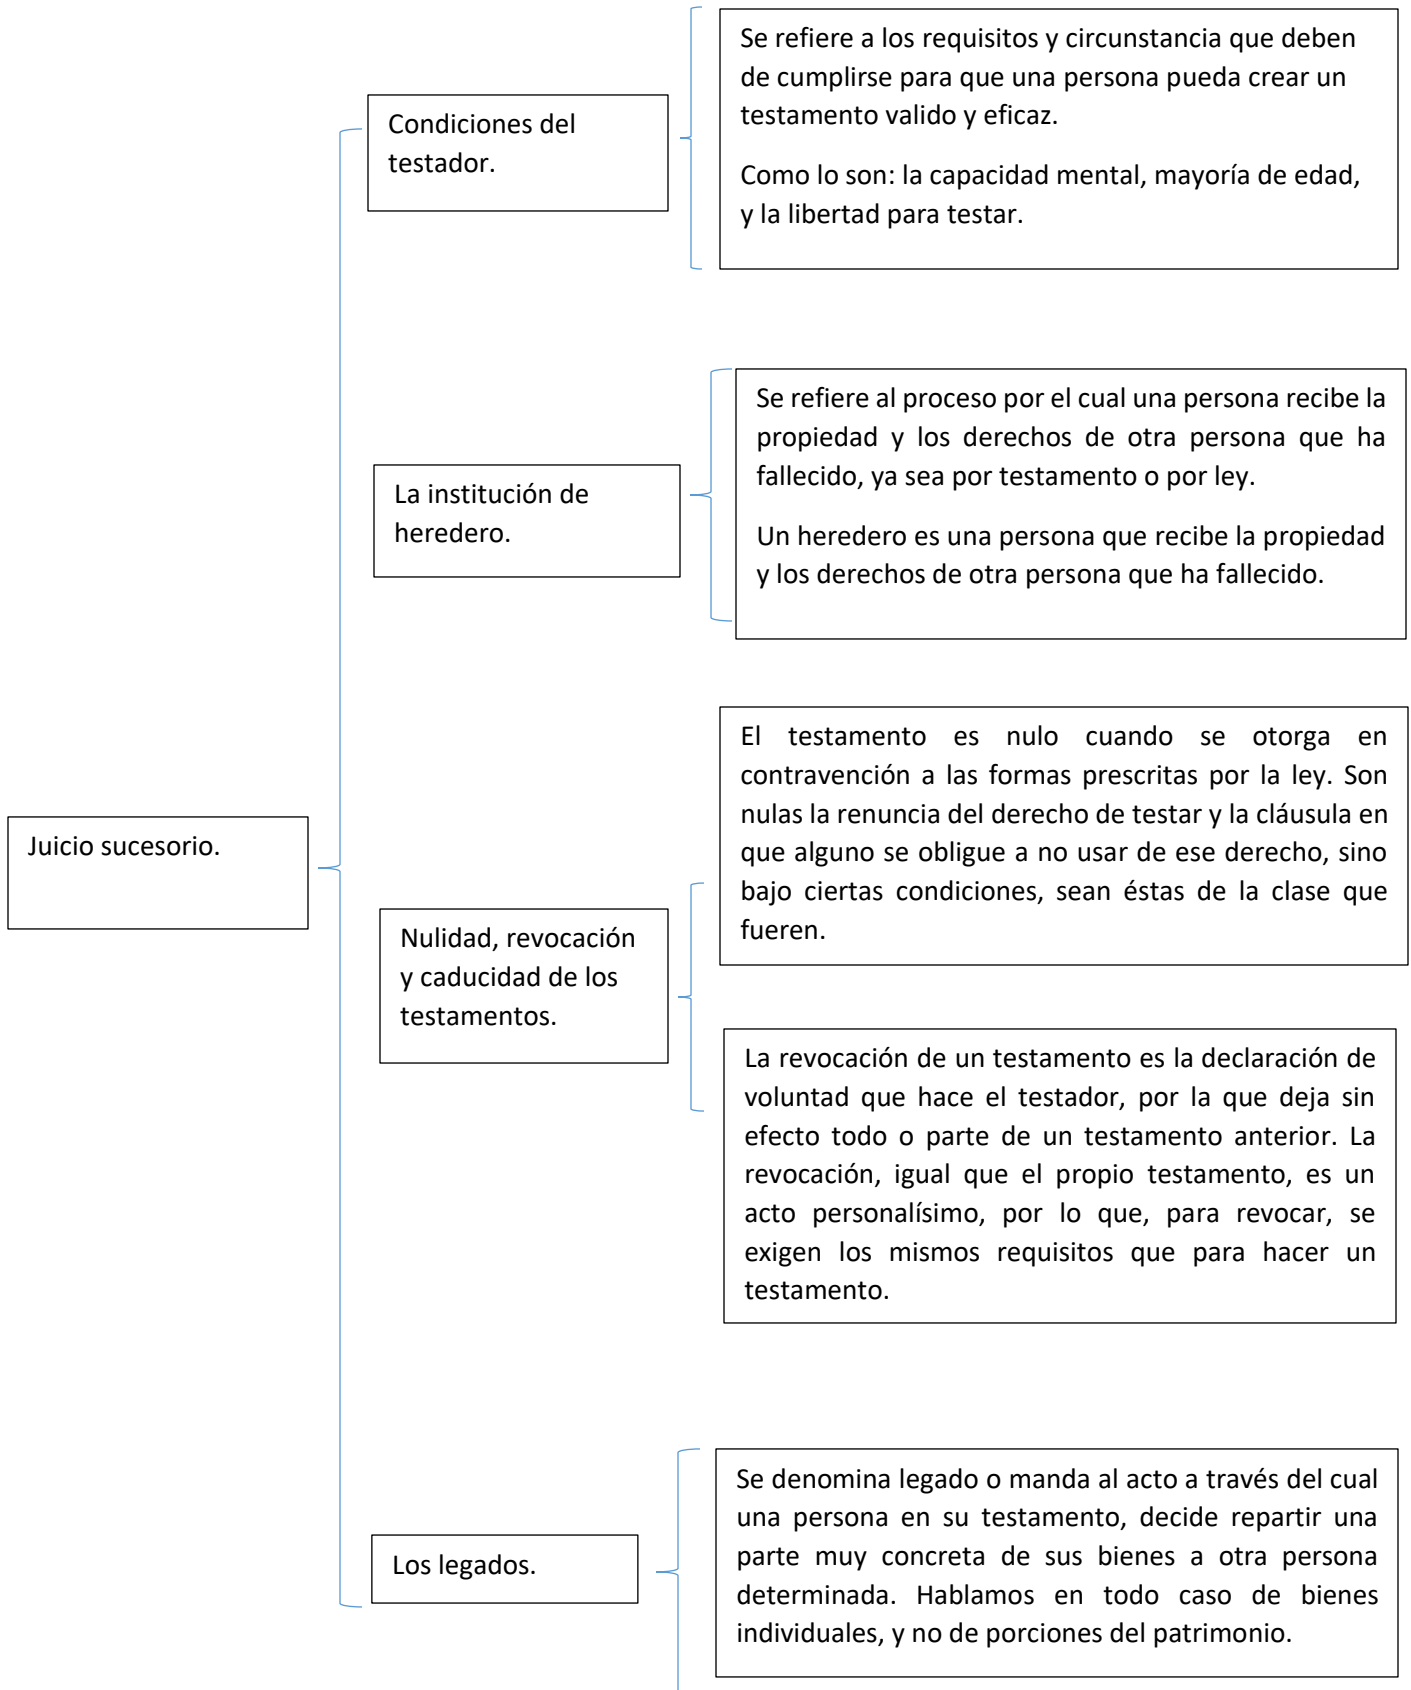 Juicio sucesorio.
Condiciones del
testador.
Se refiere a los requisitos y circunstancia que deben
de cumplirse para que una persona pueda crear un
testamento valido y eficaz.
Como lo son: la capacidad mental, mayoría de edad,
y la libertad para testar.
La institución de
heredero.
Se refiere al proceso por el cual una persona recibe la
propiedad y los derechos de otra persona que ha
fallecido, ya sea por testamento o por ley.
Un heredero es una persona que recibe la propiedad
y los derechos de otra persona que ha fallecido.
Nulidad, revocación
y caducidad de los
testamentos.
El testamento es nulo cuando se otorga en
contravención a las formas prescritas por la ley. Son
nulas la renuncia del derecho de testar y la cláusula en
que alguno se obligue a no usar de ese derecho, sino
bajo ciertas condiciones, sean éstas de la clase que
fueren.
La revocación de un testamento es la declaración de
voluntad que hace el testador, por la que deja sin
efecto todo o parte de un testamento anterior. La
revocación, igual que el propio testamento, es un
acto personalísimo, por lo que, para revocar, se
exigen los mismos requisitos que para hacer un
testamento.
Los legados.
Se denomina legado o manda al acto a través del cual
una persona en su testamento, decide repartir una
parte muy concreta de sus bienes a otra persona
determinada. Hablamos en todo caso de bienes
individuales, y no de porciones del patrimonio.